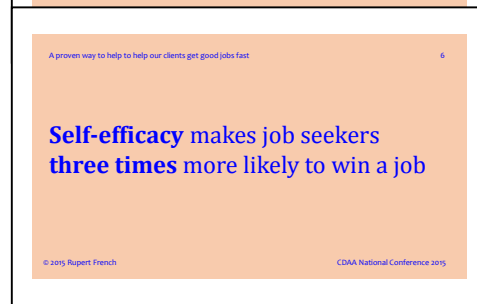 A proven way to help to help our clients get good jobs fast 6
Self-efficacy makes job seekers
three times more likely to win a job
© 2015 Rupert French CDAA National Conference 2015